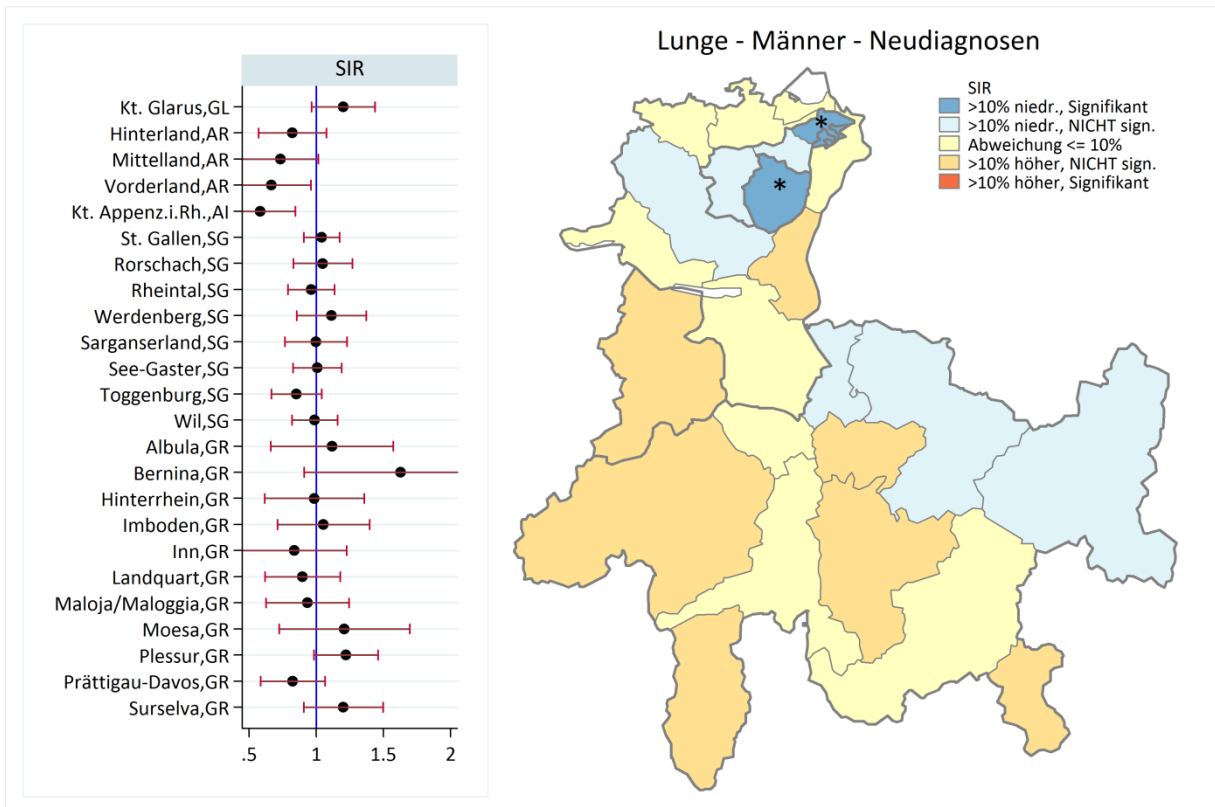 SIR
Kt. Glarus,GL
Hinterland,AR
Mittelland,AR
Vorderland,AR
Kt. Appenz.i.Rh.,AI
St. Gallen,SG
Rorschach,SG
Rheintal,SG
Werdenberg,SG
Sarganserland,SG
See-Gaster,SG
Toggenburg,SG
Wil,SG
Albula,GR
Bernina,GR
Hinterrhein,GR
Imboden,GR
Inn,GR
Landquart,GR
Maloja/Maloggia,GR
Moesa,GR
Plessur,GR
Prättigau-Davos,GR
Surselva,GR
.5 1 1.5 2
Lunge - Männer - Neudiagnosen
SIR
>10% niedr., Signifikant
>10% niedr., NICHT sign.
Abweichung <= 10%
>10% höher, NICHT sign.
>10% höher, Signifikant
*
*